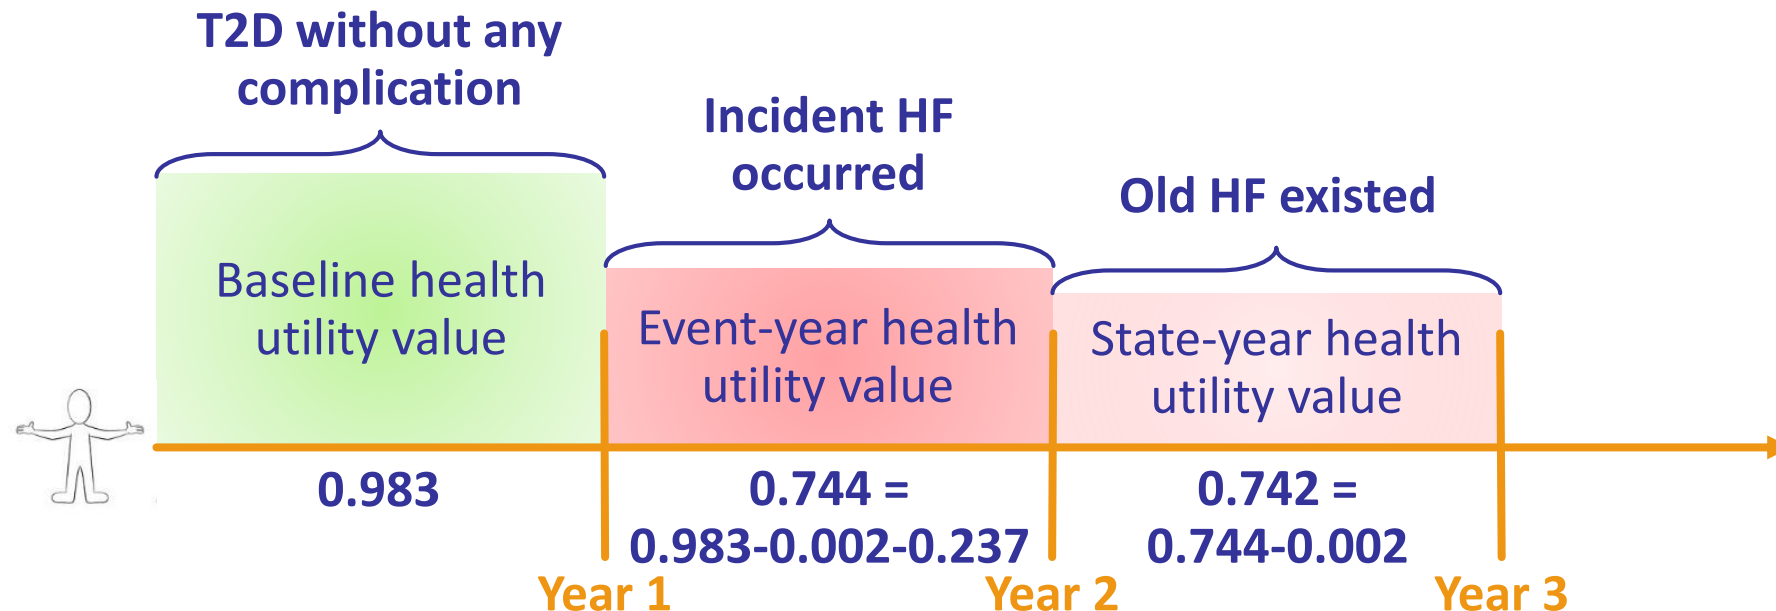 T2D without any
complication
Incident HF
occurred
Old HF existed
Baseline health
utility value
Event-year health
utility value
State-year health
utility value
0.983
0.744 =
0.983-0.002-0.237
0.742 =
0.744-0.002
Year 1
Year 2
Year 3